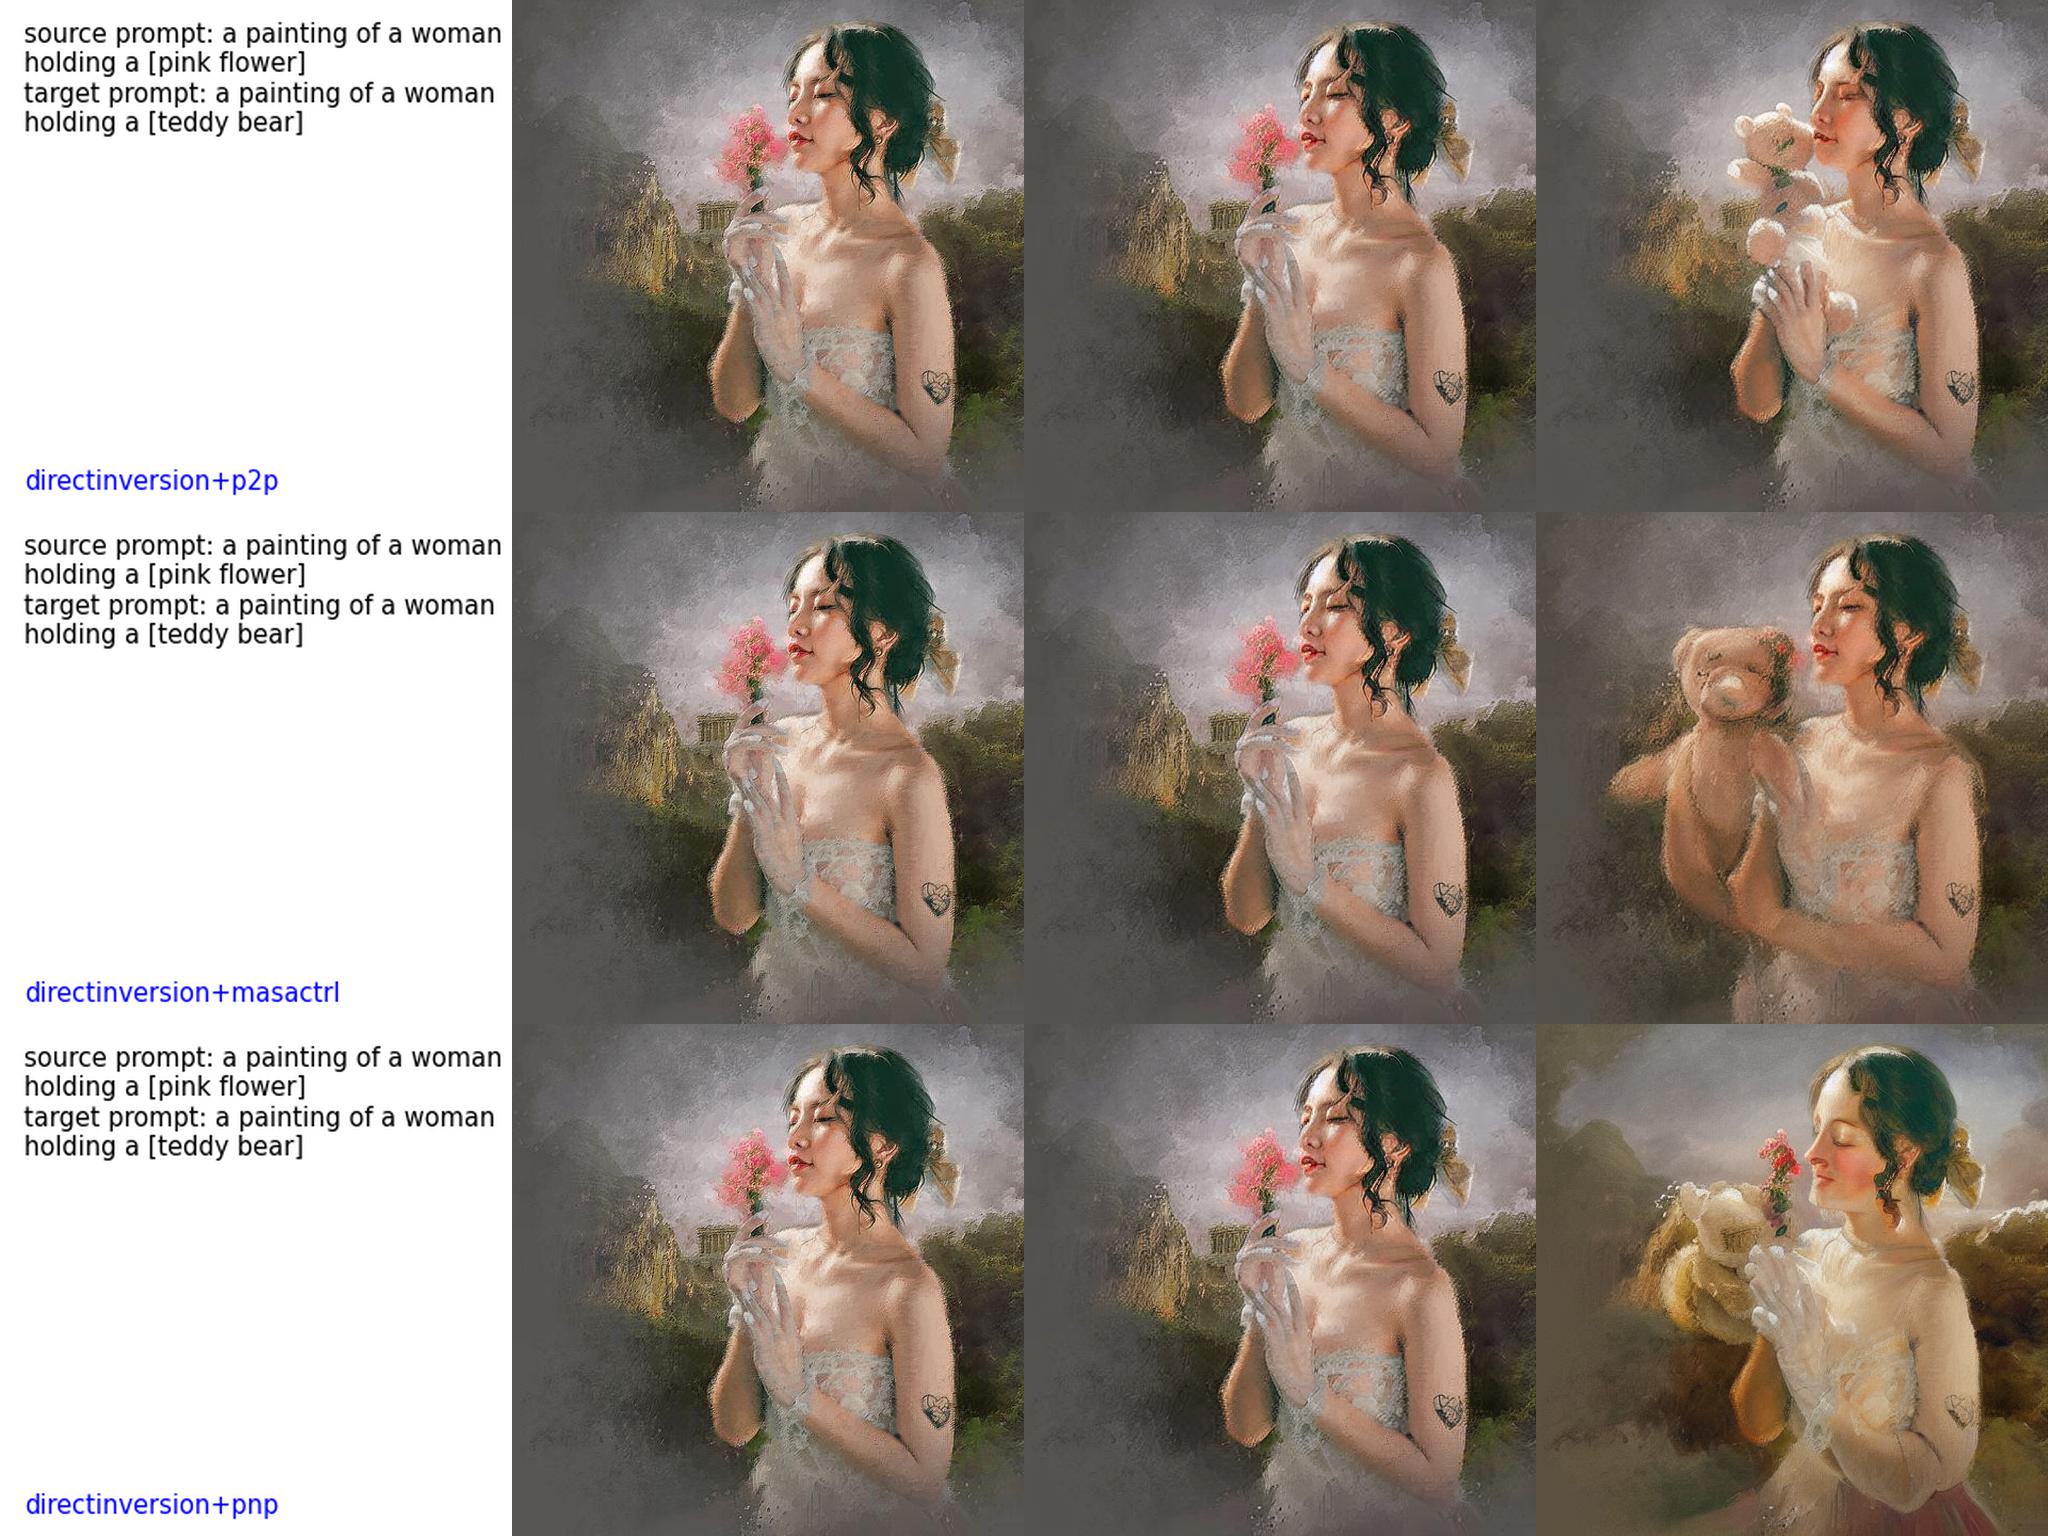 source prompt: a painting of a woman
holding a [pink flower]
target prompt: a painting of a woman
holding a [teddy bear]
directinversion+p2p
source prompt: a painting of a woman
holding a [pink flower]
target prompt: a painting of a woman
holding a [teddy bear]
directinversion+masactrl
source prompt: a painting of a woman
holding a [pink flower]
target prompt: a painting of a woman
holding a [teddy bear]
directinversion+pnp